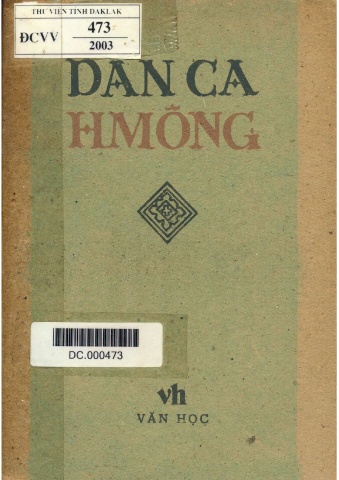 THƯ VIỆN TỈNH DAKLAK
ĐCVV
473
2003
DÂN CA
HMÔNG
DC.000473
vh
VĂN HỌC